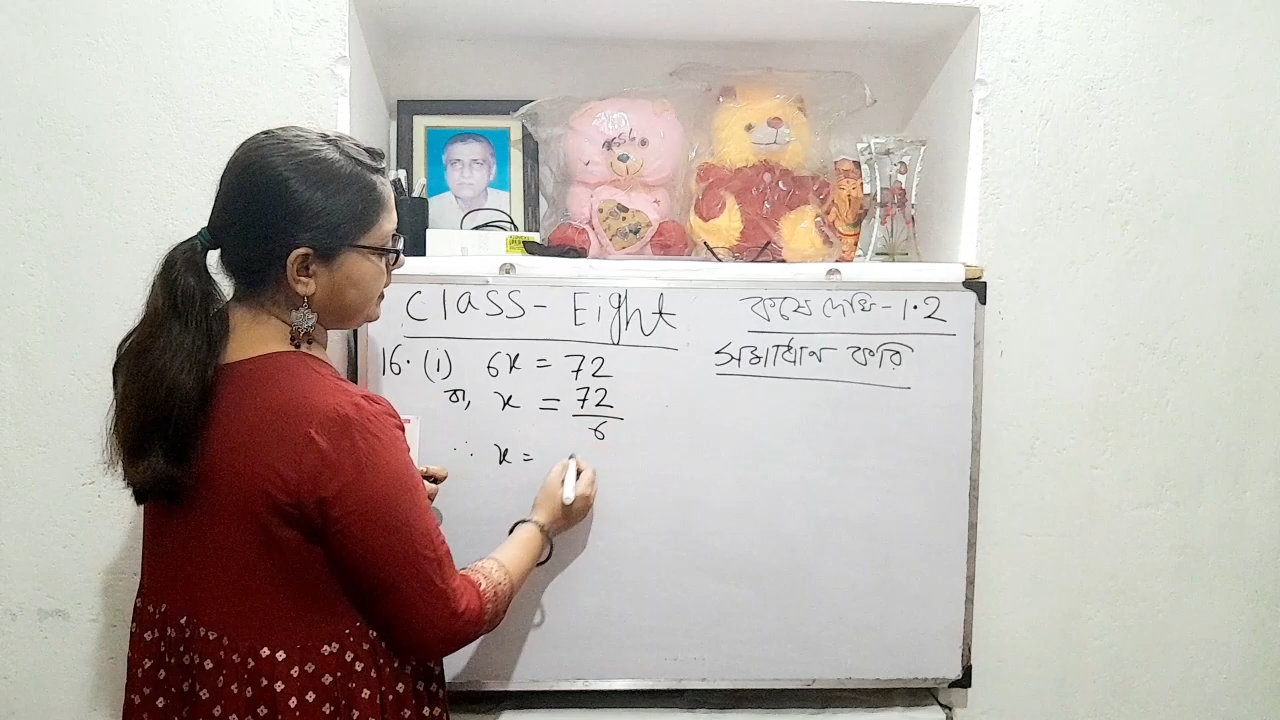 Class - Eight
কষে দেখি - 1.2
সমাধান করি
16. (i) 6x = 72
বা, x = 72/6
∴ x =